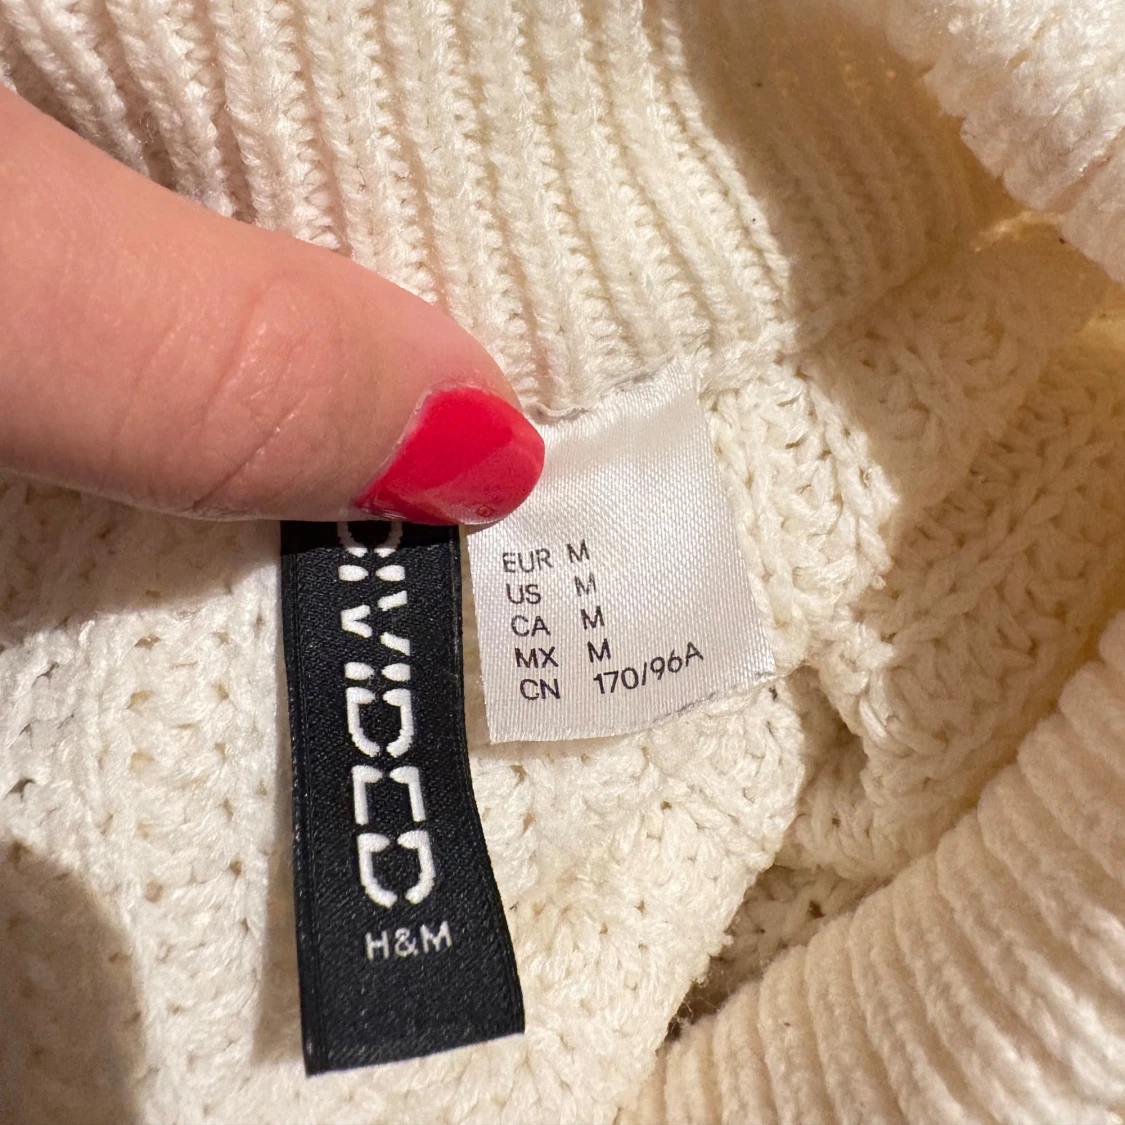 DIVIDED
H&M
EUR M
US M
CA M
MX M
CN 170/96A